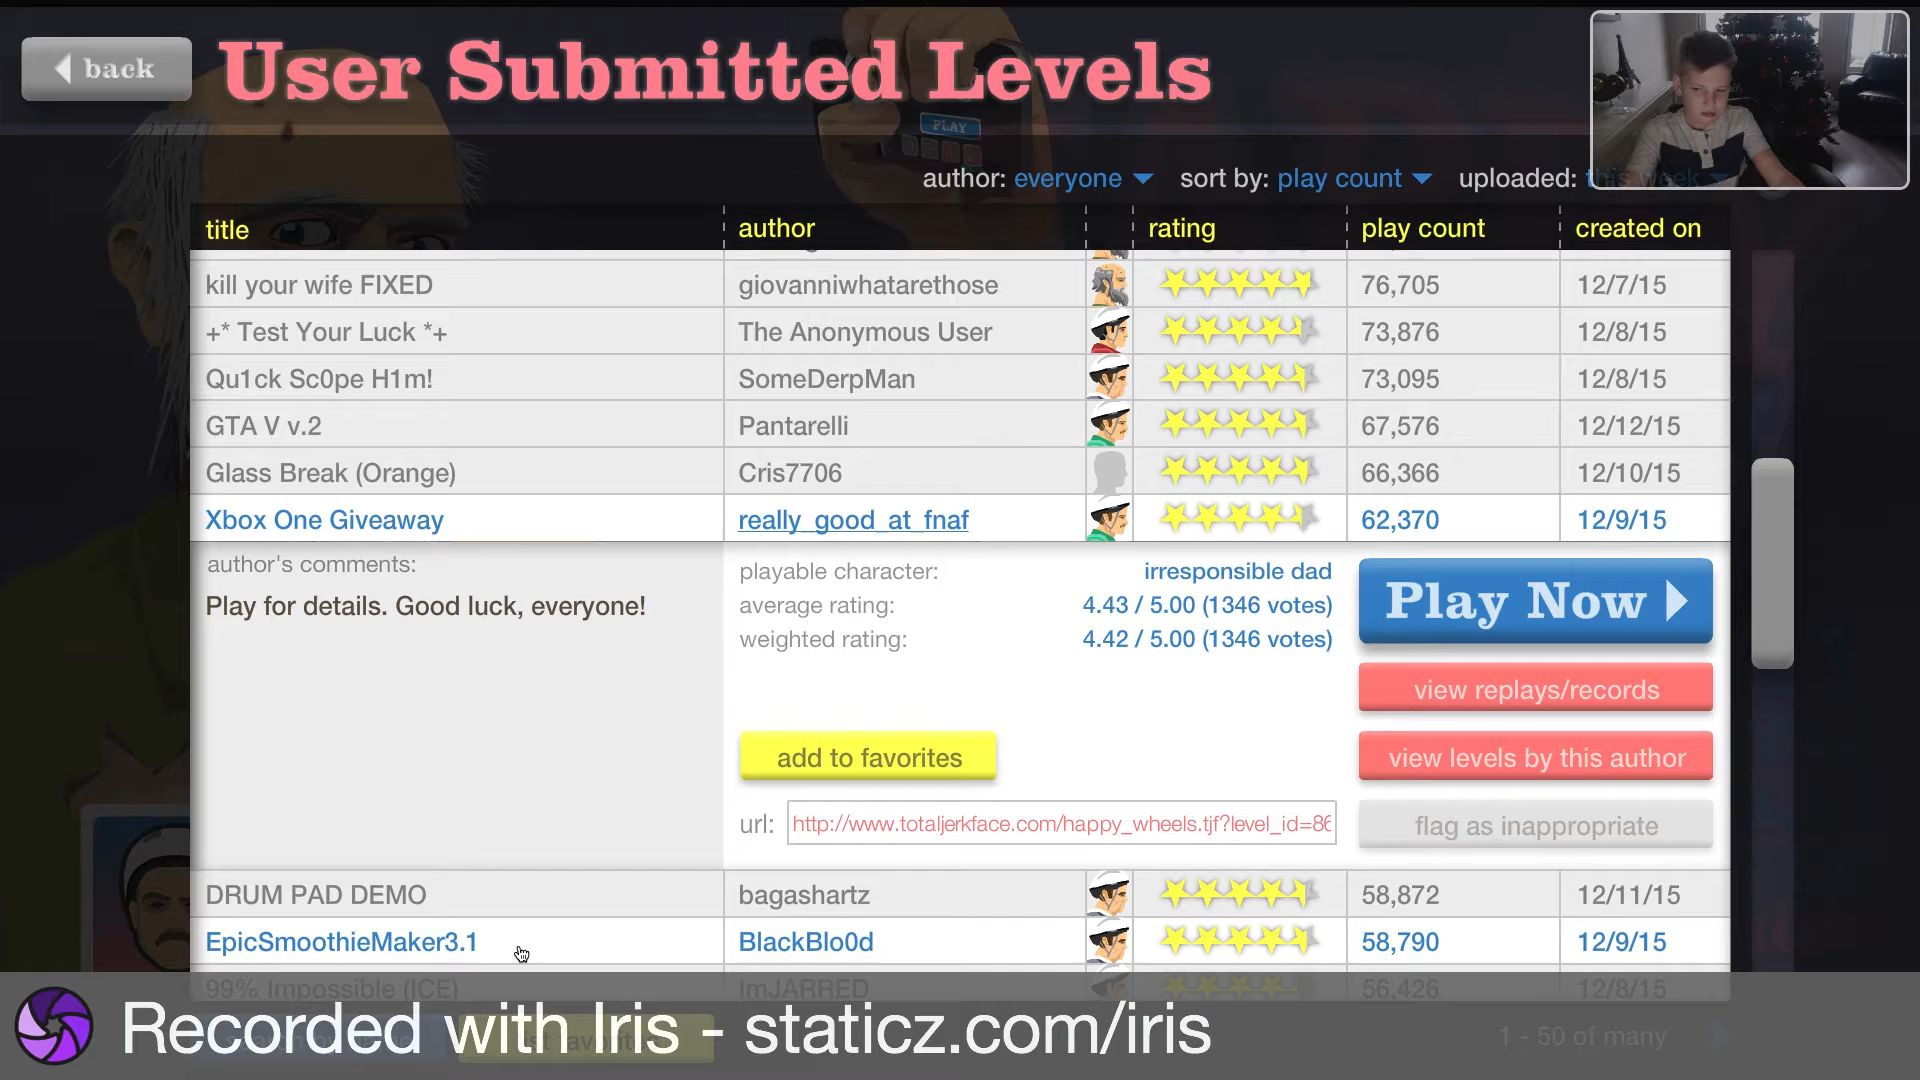 back
User Submitted Levels
PLAY
author: everyone sort by: play count uploaded: this week
title author rating play count created on
kill your wife FIXED giovanniwhatarethose 76,705 12/7/15
+* Test Your Luck *+ The Anonymous User 73,876 12/8/15
Qu1ck Sc0pe H1m! SomeDerpMan 73,095 12/8/15
GTA V v.2 Pantarelli 67,576 12/12/15
Glass Break (Orange) Cris7706 66,366 12/10/15
Xbox One Giveaway really_good_at_fnaf 62,370 12/9/15
author's comments:
Play for details. Good luck, everyone!
playable character: irresponsible dad
average rating: 4.43 / 5.00 (1346 votes)
weighted rating: 4.42 / 5.00 (1346 votes)
Play Now
view replays/records
add to favorites
view levels by this author
url: http://www.totaljerkface.com/happy_wheels.tjf?level_id=86
flag as inappropriate
DRUM PAD DEMO bagashartz 58,872 12/11/15
EpicSmoothieMaker3.1 BlackBlo0d 58,790 12/9/15
99% Impossible (ICE) ImJARRED 56,426 12/8/15
Recorded with Iris - staticz.com/iris
1 - 50 of many